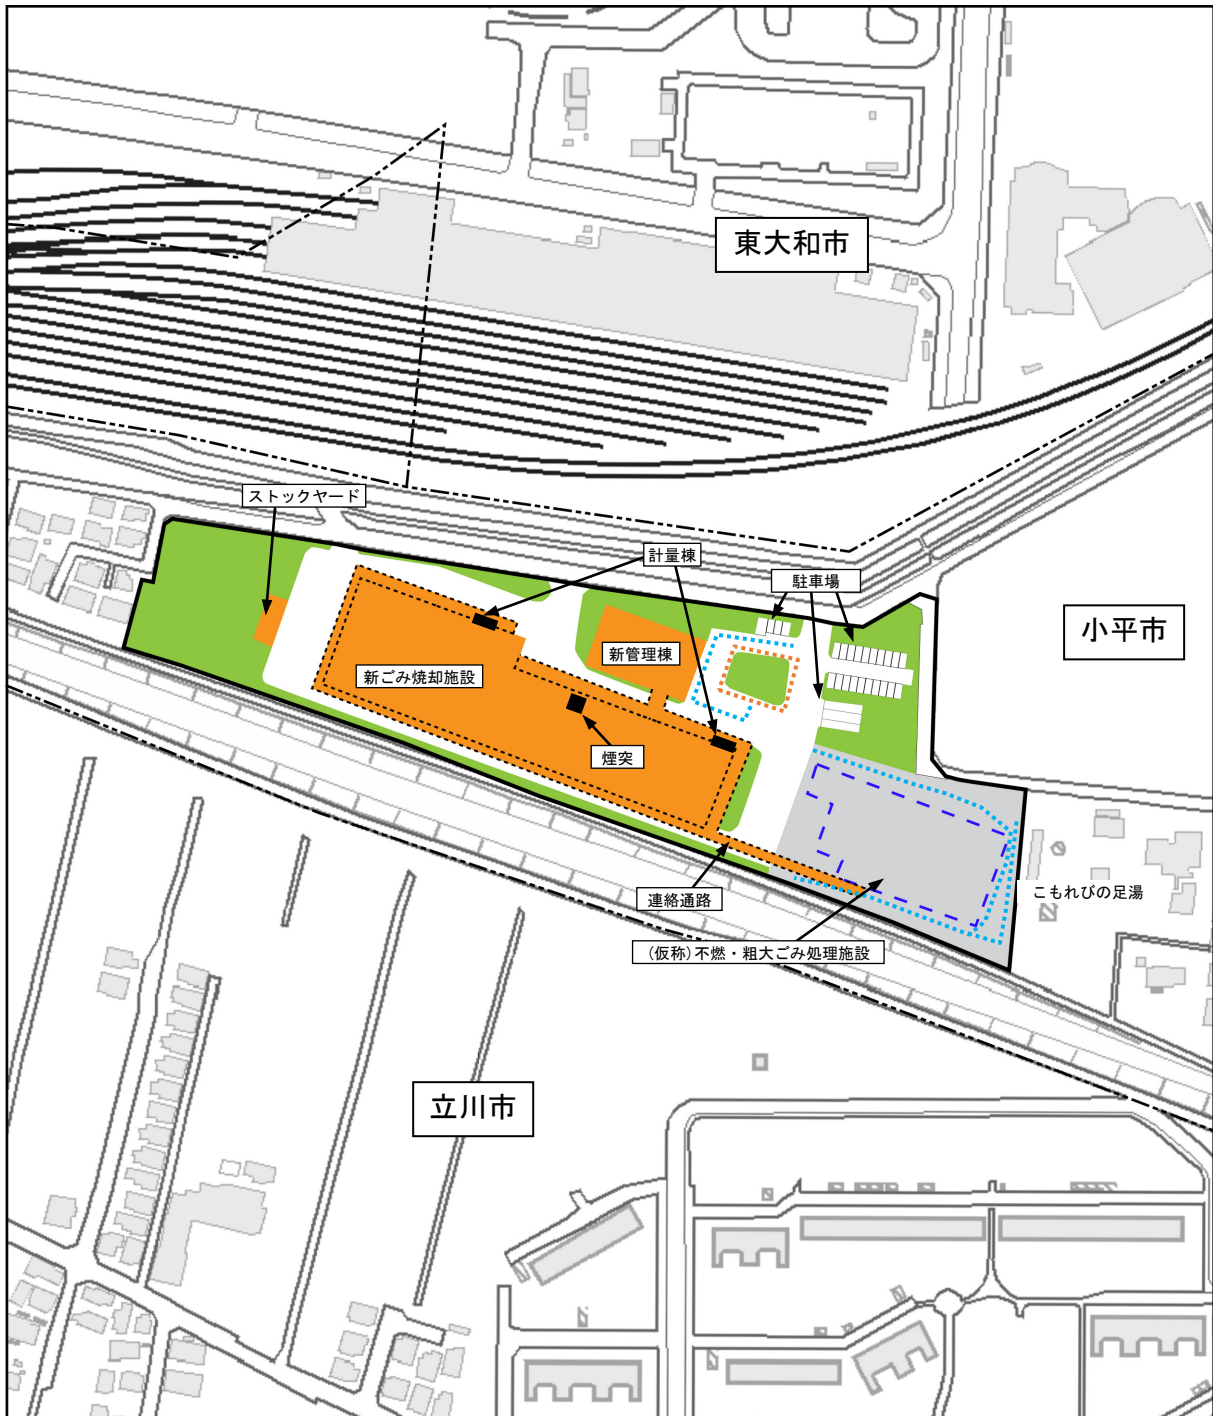 東大和市
ストックヤード
計量棟
駐車場
小平市
新管理棟
新ごみ焼却施設
煙突
連絡通路
こもれびの足湯
(仮称)不燃・粗大ごみ処理施設
立川市